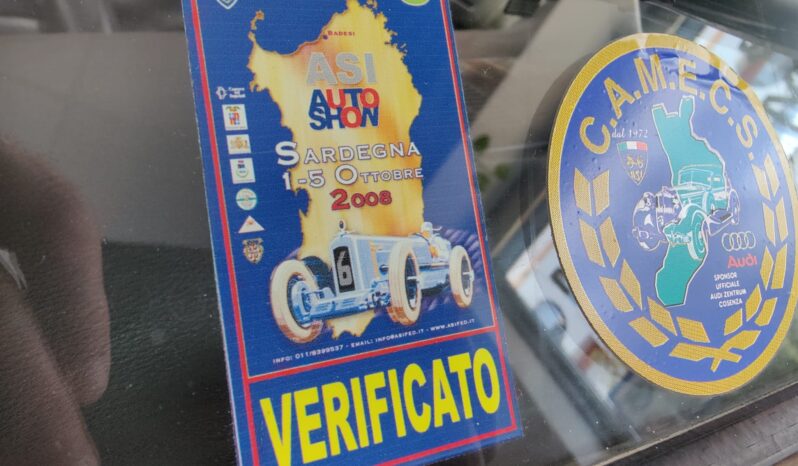 BADESI
ASI
AUTO
SHOW
SARDEGNA
1-5 OTTOBRE
2008
6
INFO: 011/8399537 - EMAIL: INFO@ASIFED.IT - WWW.ASIFED.IT
VERIFICATO
C.A.M.E.C.S.
dal 1972
ASI
Audi
SPONSOR
UFFICIALE
AUDI ZENTRUM
COSENZA